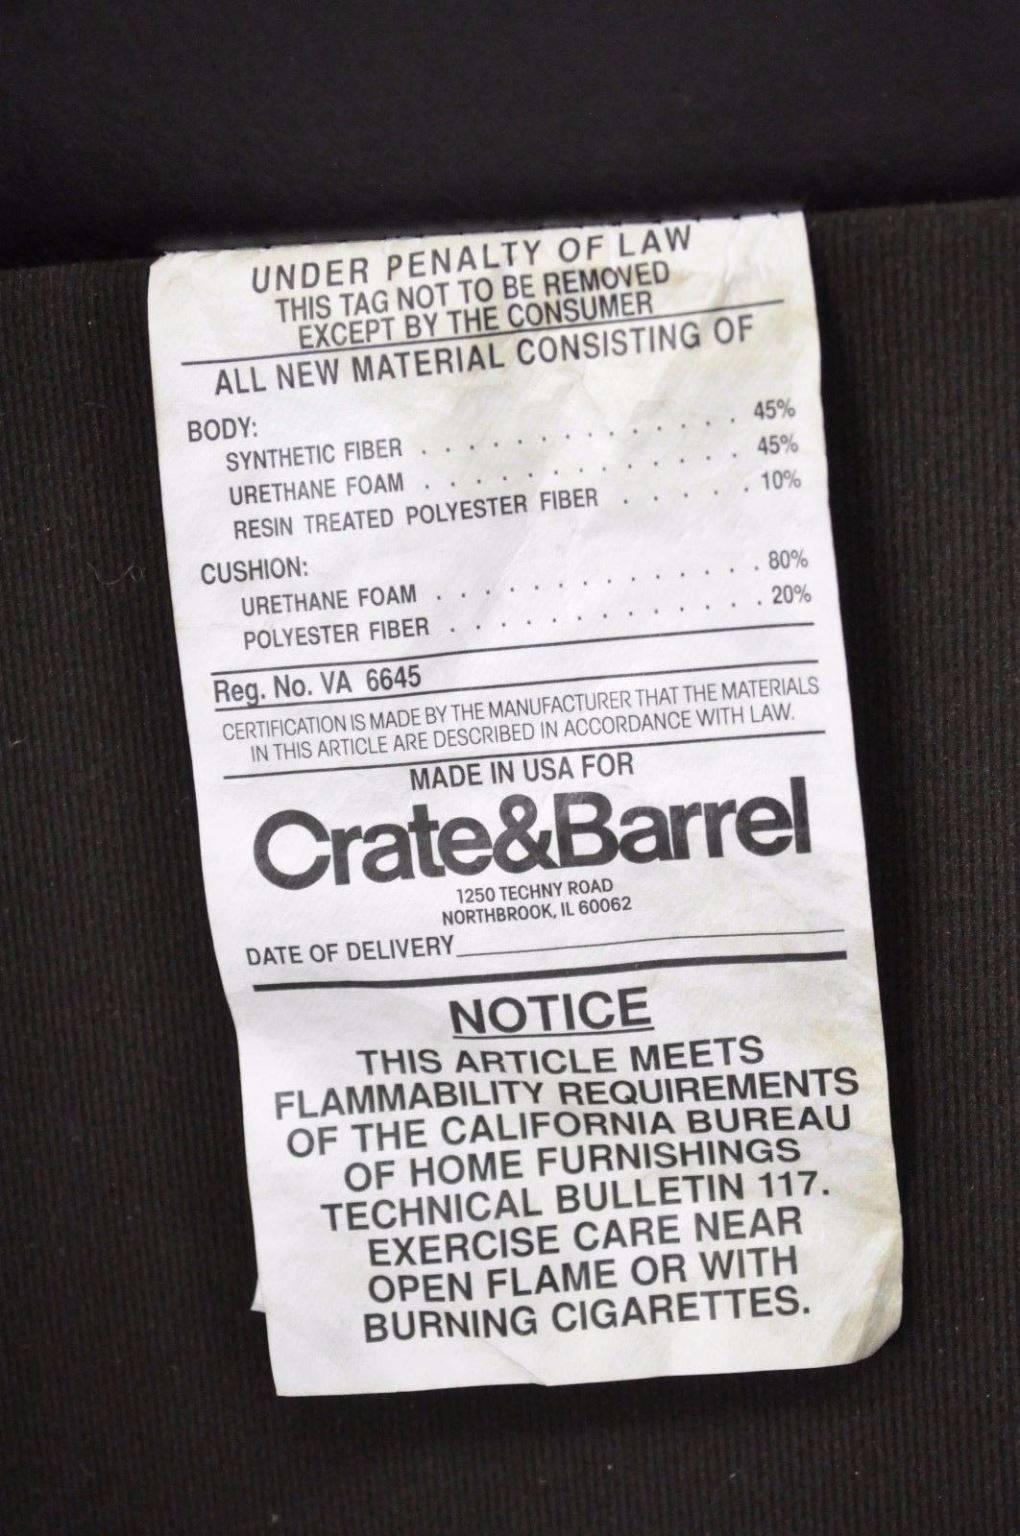 UNDER PENALTY OF LAW
THIS TAG NOT TO BE REMOVED
EXCEPT BY THE CONSUMER
ALL NEW MATERIAL CONSISTING OF
BODY:
SYNTHETIC FIBER . . . . . . . . . . . . . 45%
URETHANE FOAM . . . . . . . . . . . . . 45%
RESIN TREATED POLYESTER FIBER . . . . . 10%
CUSHION:
URETHANE FOAM . . . . . . . . . . . . . 80%
POLYESTER FIBER . . . . . . . . . . . . . 20%
Reg. No. VA 6645
CERTIFICATION IS MADE BY THE MANUFACTURER THAT THE MATERIALS
IN THIS ARTICLE ARE DESCRIBED IN ACCORDANCE WITH LAW.
MADE IN USA FOR
Crate&Barrel
1250 TECHNY ROAD
NORTHBROOK, IL 60062
DATE OF DELIVERY
NOTICE
THIS ARTICLE MEETS
FLAMMABILITY REQUIREMENTS
OF THE CALIFORNIA BUREAU
OF HOME FURNISHINGS
TECHNICAL BULLETIN 117.
EXERCISE CARE NEAR
OPEN FLAME OR WITH
BURNING CIGARETTES.